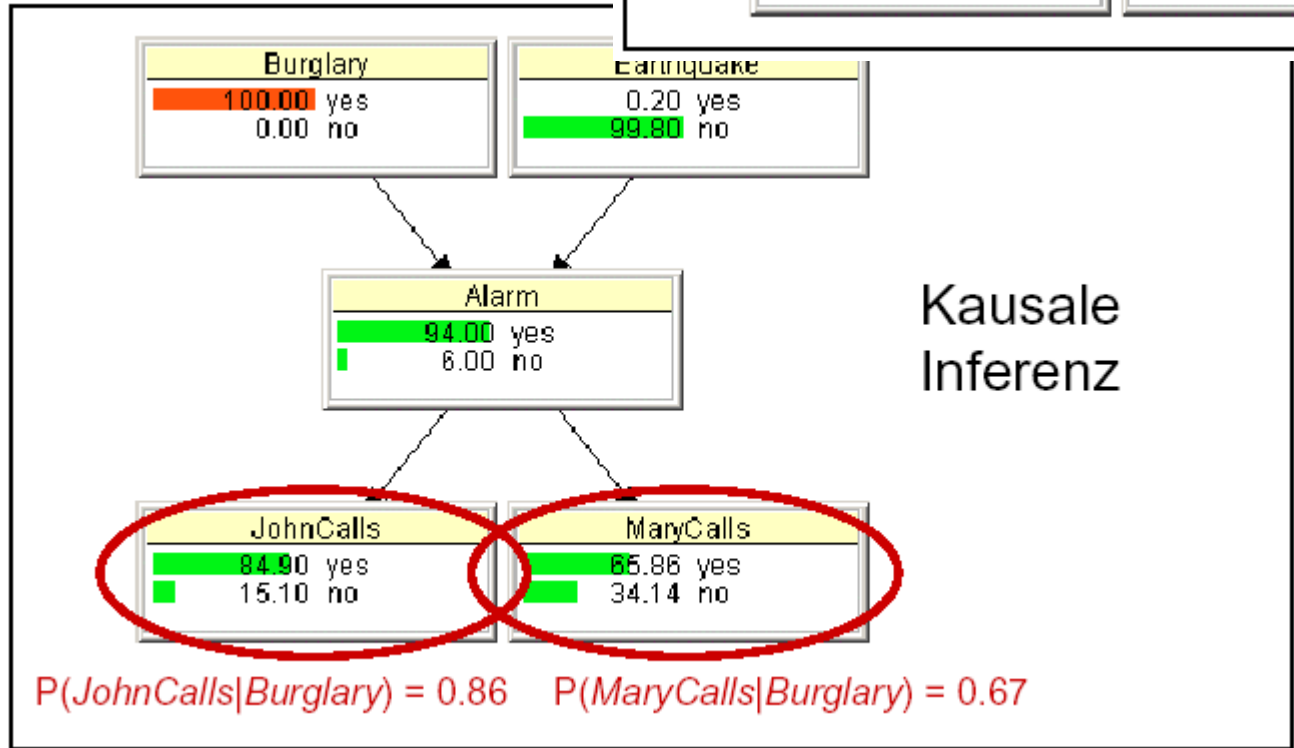 Burglary
100.00 yes
0.00 no
Earthquake
0.20 yes
99.80 no
Alarm
94.00 yes
6.00 no
Kausale
Inferenz
JohnCalls
84.90 yes
15.10 no
MaryCalls
65.86 yes
34.14 no
P(JohnCalls|Burglary) = 0.86
P(MaryCalls|Burglary) = 0.67